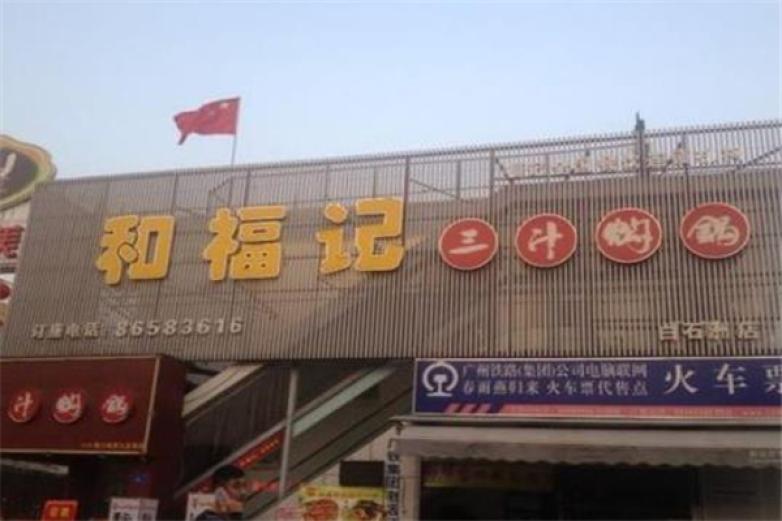 和福记 三汁焖锅
订座电话: 86583616
白石洲店
汁焖锅
广州铁路(集团)公司电脑联网
春雨燕归来 火车票代售点
火车票